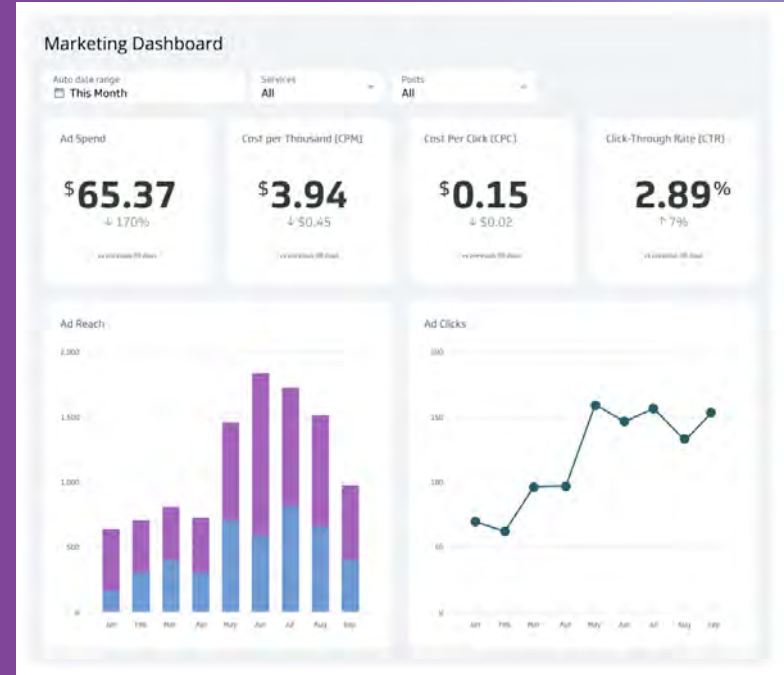 Marketing Dashboard
Auto date range
This Month
Services
All
Posts
All
Ad Spend
$65.37
↓ 170%
Cost per Thousand (CPM)
$3.94
↓ $0.45
Cost Per Click (CPC)
$0.15
↓ $0.02
Click-Through Rate (CTR)
2.89%
↑ 7%
Ad Reach
2,000
1,500
1,000
500
0
Jan Feb Mar Apr May Jun Jul Aug Sep
Ad Clicks
200
150
100
50
0
Jan Feb Mar Apr May Jun Jul Aug Sep